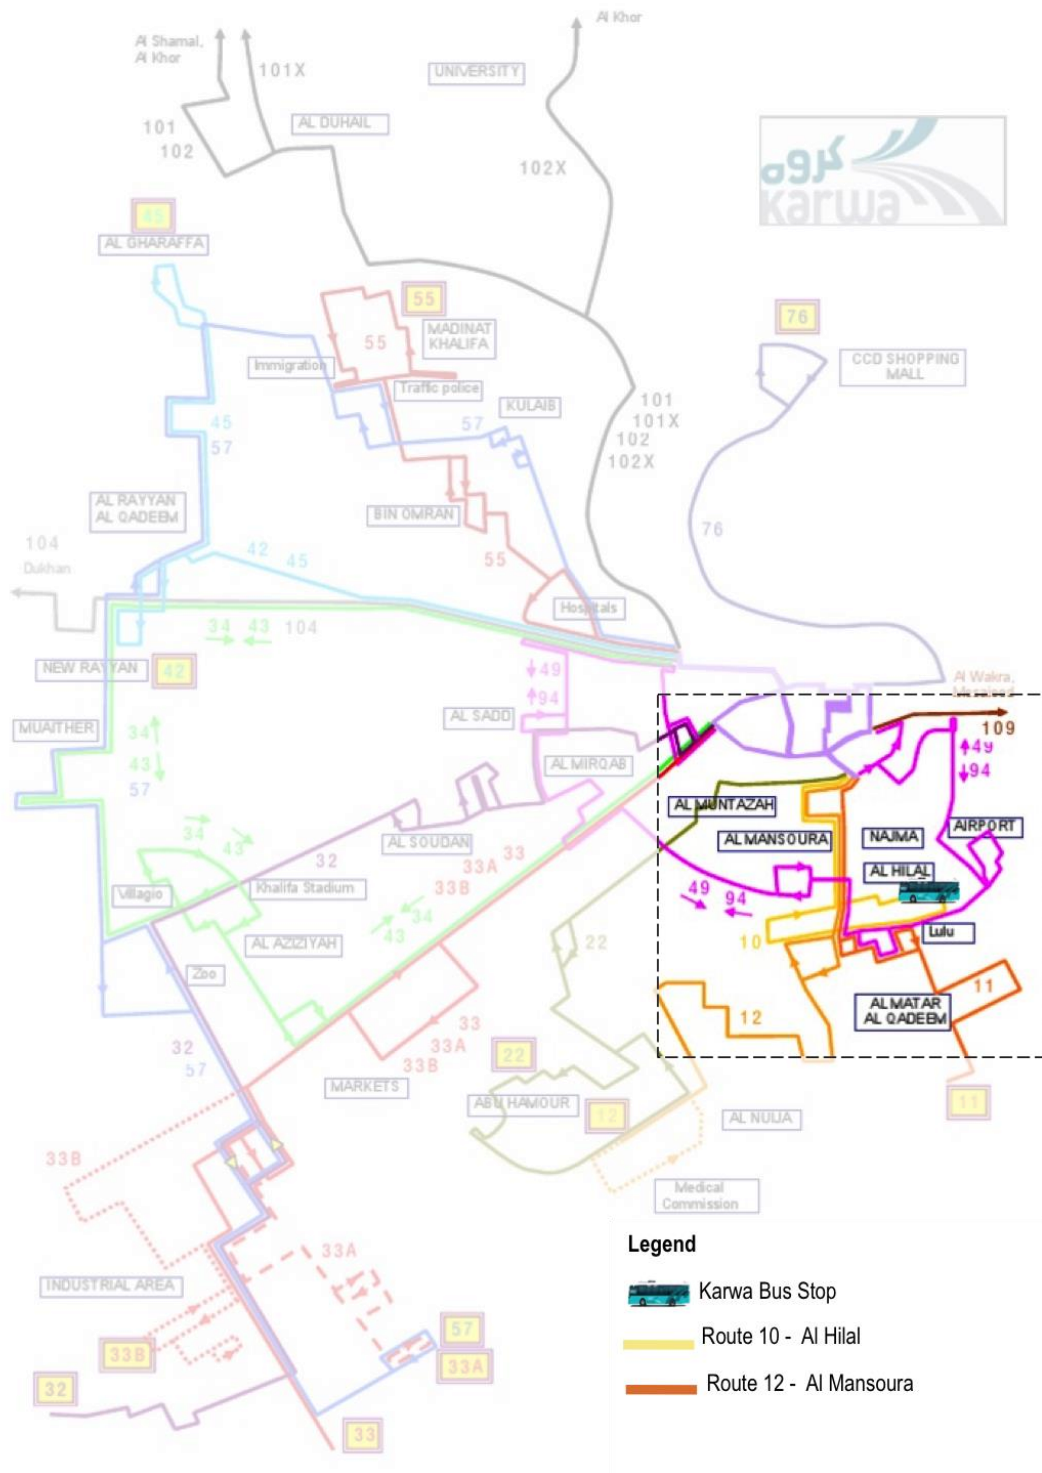 Al Khor
Al Shamal,
Al Khor
101X
UNIVERSITY
101
102
AL DUHAIL
102X
كروه
karwa
45
AL GHARAFFA
55
MADINAT
KHALIFA
55
76
CCD SHOPPING
MALL
Immigration
Traffic police
KULAIB
101
101X
102
102X
45
57
57
AL RAYYAN
AL QADEEM
BIN OMRAN
76
104
Dukhan
42
45
55
Hospitals
34
43
104
NEW RAYYAN
42
49
94
Al Wakra,
Mesaieed
MUAITHER
34
43
57
AL SADD
AL MIRQAB
109
49
94
AL MUNTAZAH
AL MANSOURA
NAJMA
AIRPORT
34
43
32
AL SOUDAN
33
33A
33B
AL HILAL
Villagio
Khalifa Stadium
34
43
49
94
10
Lulu
AL AZIZIYAH
22
Zoo
11
AL MATAR
AL QADEEM
12
33
33A
33B
32
57
22
MARKETS
ABU HAMOUR
12
AL NUIJA
11
33B
Medical
Commission
33A
INDUSTRIAL AREA
33B
57
33A
32
33
Legend
Karwa Bus Stop
Route 10 - Al Hilal
Route 12 - Al Mansoura